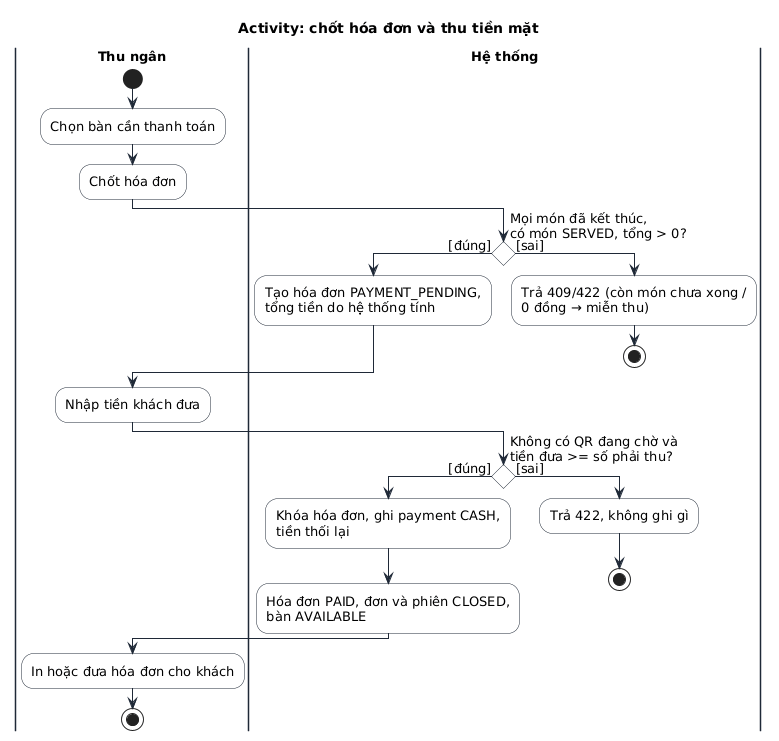 Activity: chốt hóa đơn và thu tiền mặt
Thu ngân
Hệ thống
Chọn bàn cần thanh toán
Chốt hóa đơn
Mọi món đã kết thúc,
có món SERVED, tổng > 0?
[đúng]
[sai]
Tạo hóa đơn PAYMENT_PENDING,
tổng tiền do hệ thống tính
Trả 409/422 (còn món chưa xong /
0 đồng → miễn thu)
Nhập tiền khách đưa
Không có QR đang chờ và
tiền đưa >= số phải thu?
[đúng]
[sai]
Khóa hóa đơn, ghi payment CASH,
tiền thối lại
Trả 422, không ghi gì
Hóa đơn PAID, đơn và phiên CLOSED,
bàn AVAILABLE
In hoặc đưa hóa đơn cho khách